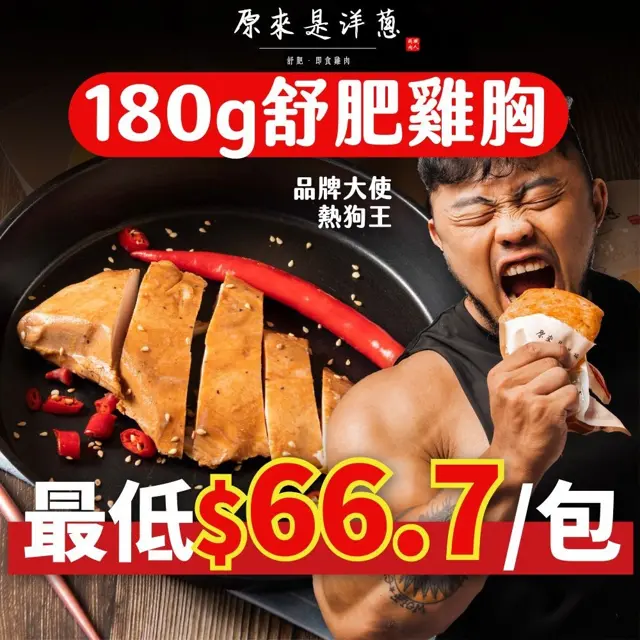 原來是洋蔥
舒肥·即食雞肉
180g舒肥雞胸
品牌大使
熱狗王
最低$66.7/包